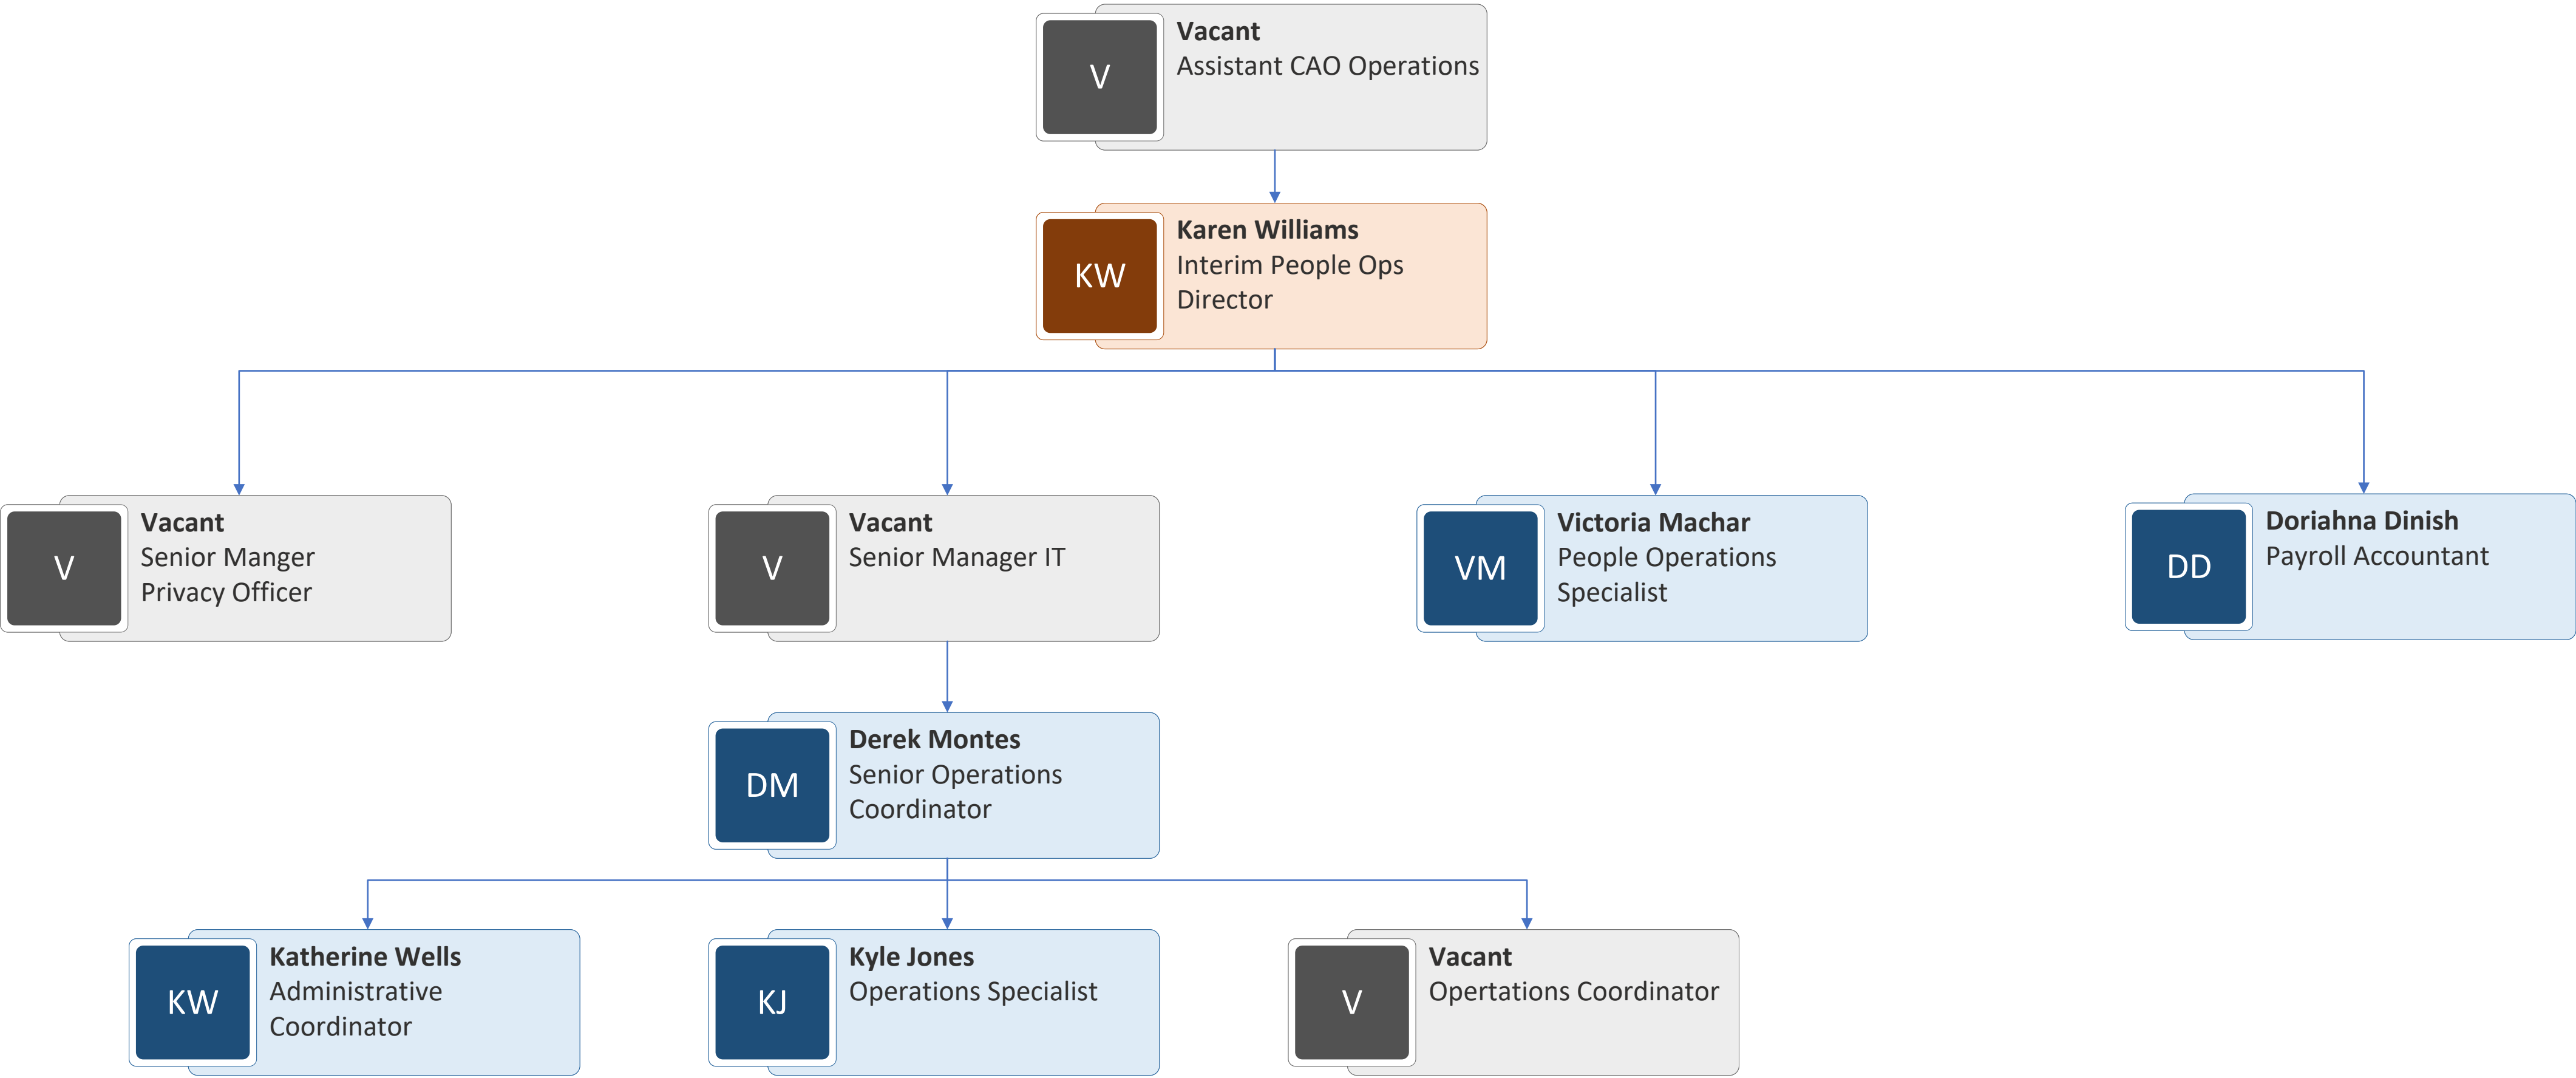 V
Vacant
Assistant CAO Operations
KW
Karen Williams
Interim People Ops
Director
V
Vacant
Senior Manger
Privacy Officer
V
Vacant
Senior Manager IT
VM
Victoria Machar
People Operations
Specialist
DD
Doriahna Dinish
Payroll Accountant
DM
Derek Montes
Senior Operations
Coordinator
KW
Katherine Wells
Administrative
Coordinator
KJ
Kyle Jones
Operations Specialist
V
Vacant
Opertations Coordinator